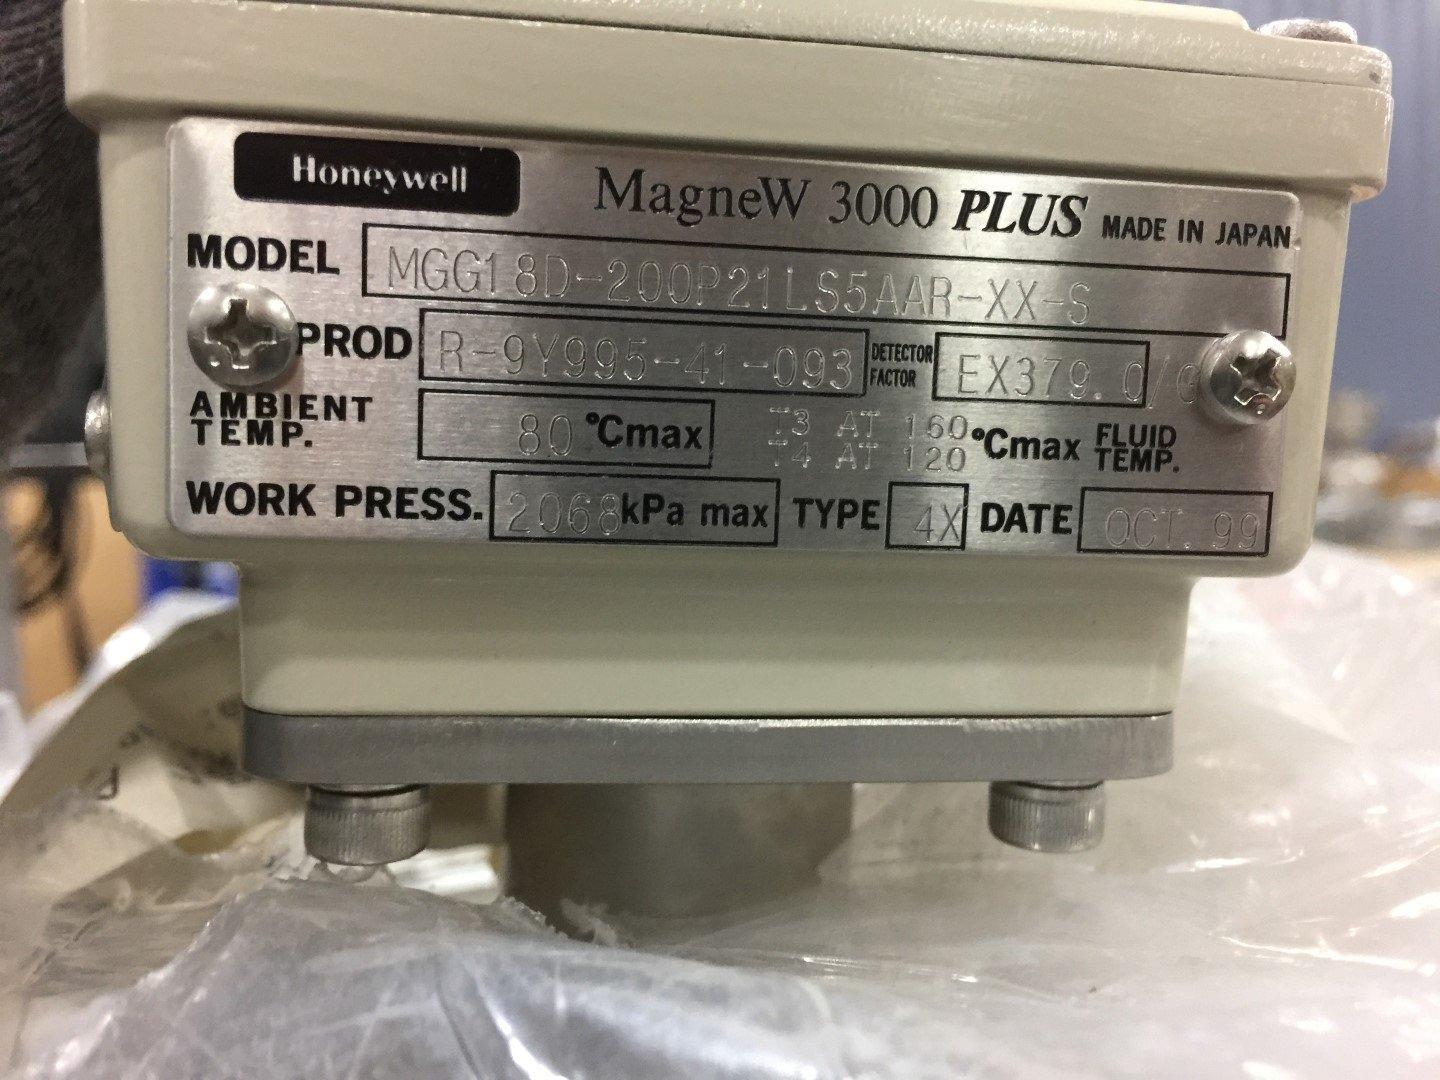 Honeywell MagneW 3000 PLUS MADE IN JAPAN
MODEL MGG18D-200P21LS5AAR-XX-S
PROD R-9Y995-41-093 DETECTOR FACTOR EX379.0/
AMBIENT TEMP. 80 °Cmax T3 AT 160 T4 AT 120 °Cmax FLUID TEMP.
WORK PRESS. 2068 kPa max TYPE 4X DATE OCT. 99